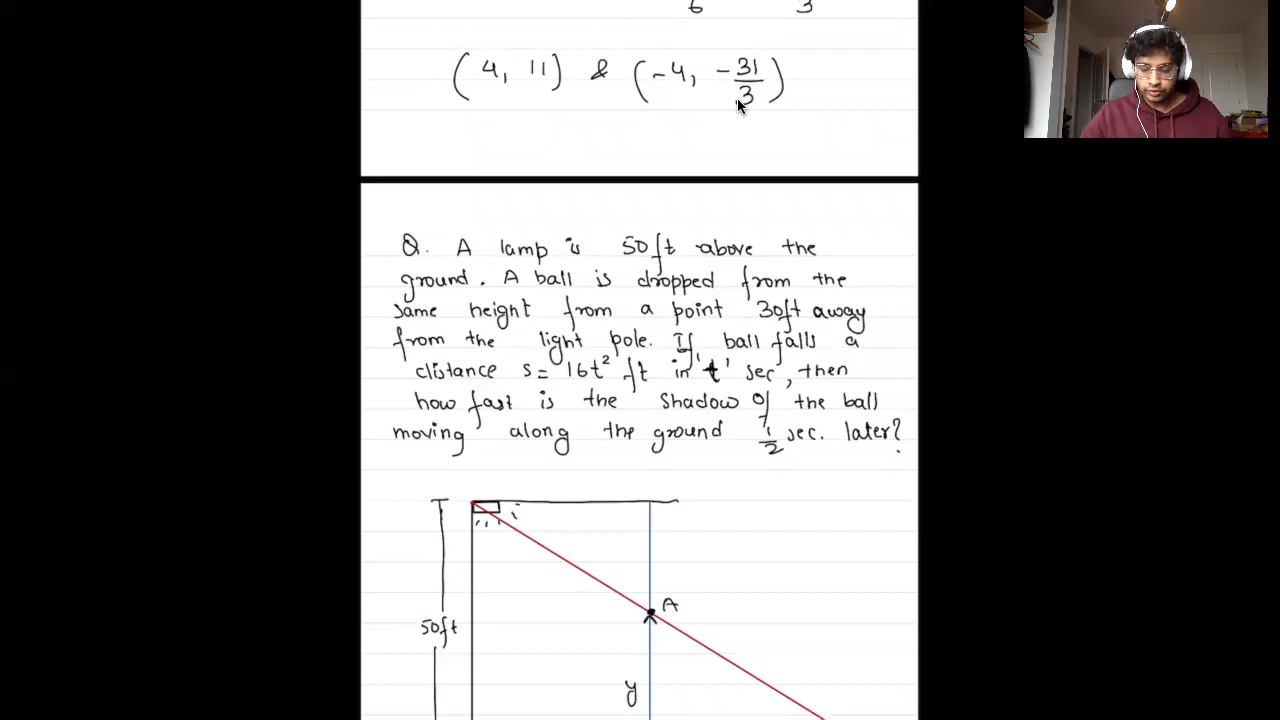 6 3
(4, 11) & (-4, -31/3)
Q. A lamp is 50ft above the
ground. A ball is dropped from the
same height from a point 30ft away
from the light pole. If ball falls a
distance s = 16t² ft in 't' sec, then
how fast is the shadow of the ball
moving along the ground 1/2 sec. later?
A
50ft
y